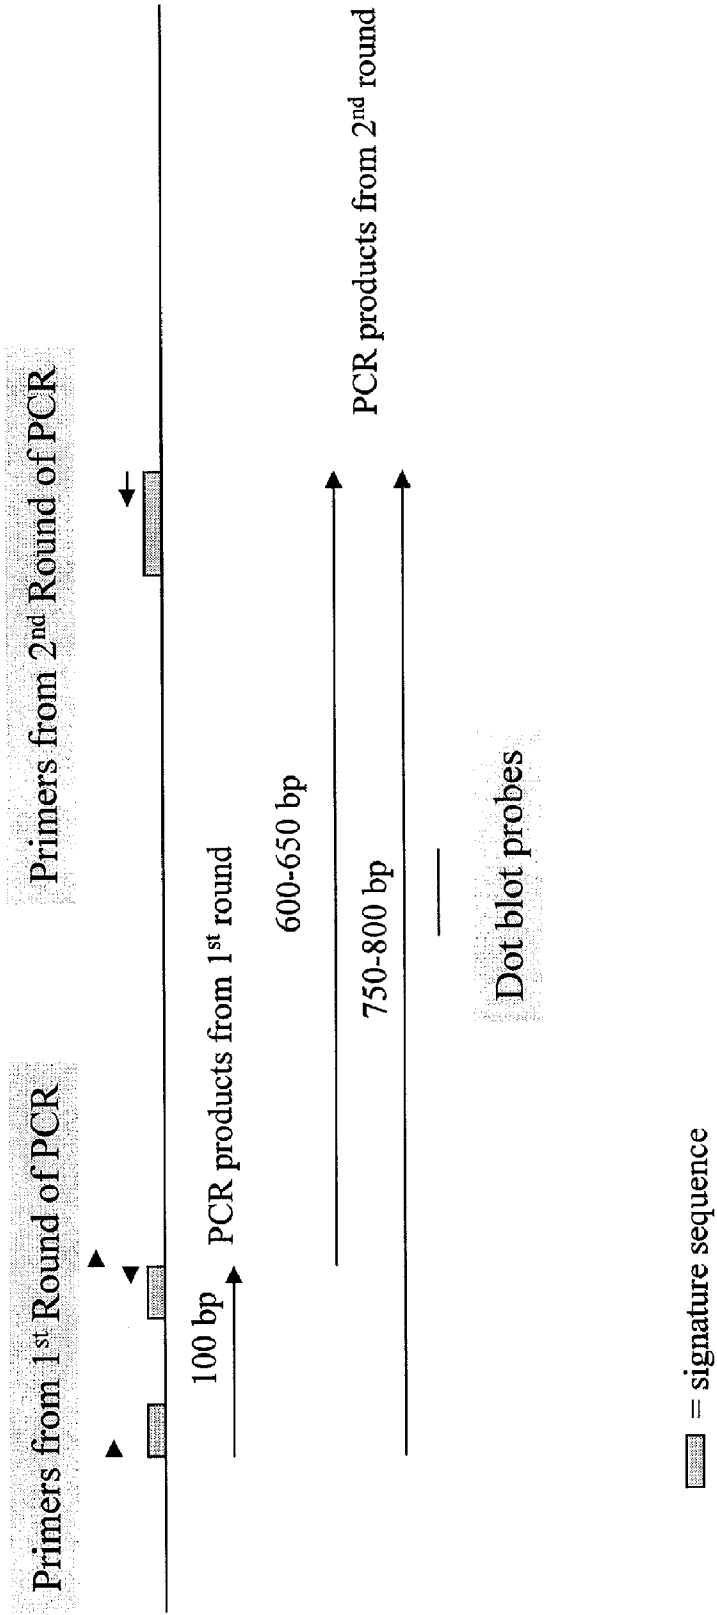 Primers from 1st Round of PCR
Primers from 2nd Round of PCR
100 bp
PCR products from 1st round
600-650 bp
750-800 bp
PCR products from 2nd round
Dot blot probes
= signature sequence